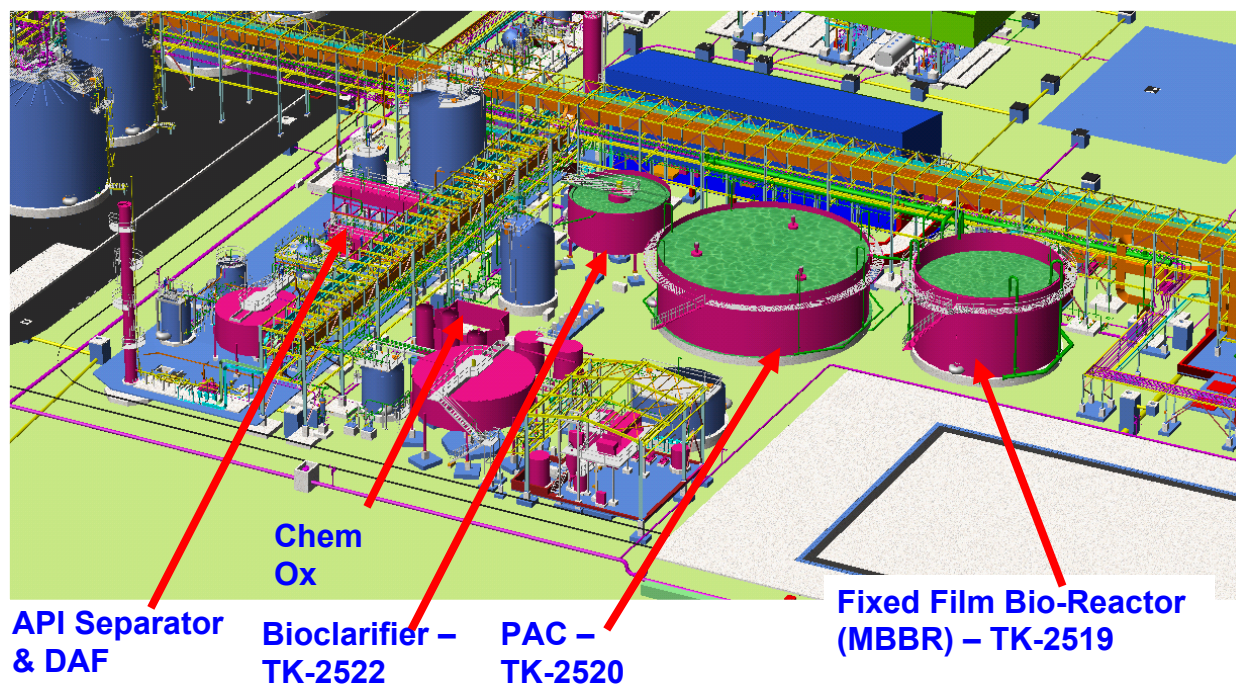 Chem
Ox
API Separator
& DAF
Bioclarifier –
TK-2522
PAC –
TK-2520
Fixed Film Bio-Reactor
(MBBR) – TK-2519